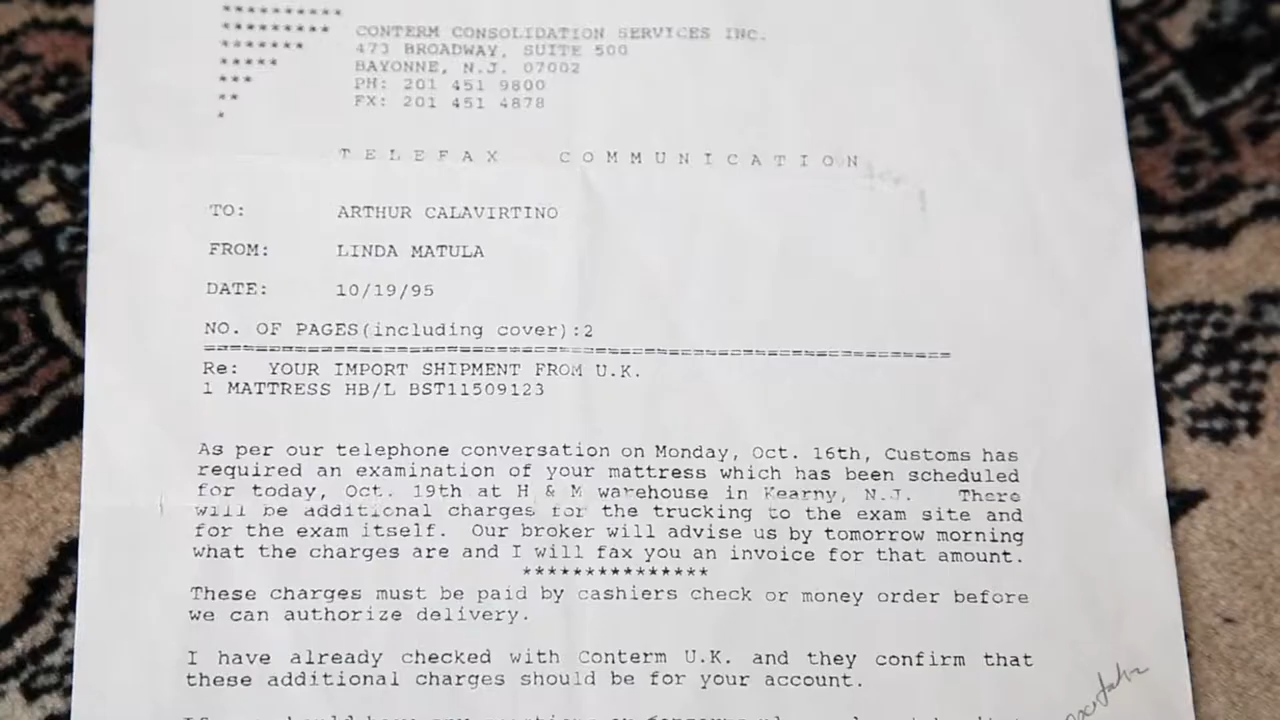 **********
*********
*******
*****
***
**
*
CONTERM CONSOLIDATION SERVICES INC.
473 BROADWAY, SUITE 500
BAYONNE, N.J. 07002
PH: 201 451 9800
FX: 201 451 4878
TELEFAX COMMUNICATION
TO: ARTHUR CALAVIRTINO
FROM: LINDA MATULA
DATE: 10/19/95
NO. OF PAGES(including cover):2
Re: YOUR IMPORT SHIPMENT FROM U.K.
1 MATTRESS HB/L BST11509123
As per our telephone conversation on Monday, Oct. 16th, Customs has
required an examination of your mattress which has been scheduled
for today, Oct. 19th at H & M warehouse in Kearny, N.J. There
will be additional charges for the trucking to the exam site and
for the exam itself. Our broker will advise us by tomorrow morning
what the charges are and I will fax you an invoice for that amount.
***************
These charges must be paid by cashiers check or money order before
we can authorize delivery.
I have already checked with Conterm U.K. and they confirm that
these additional charges should be for your account.